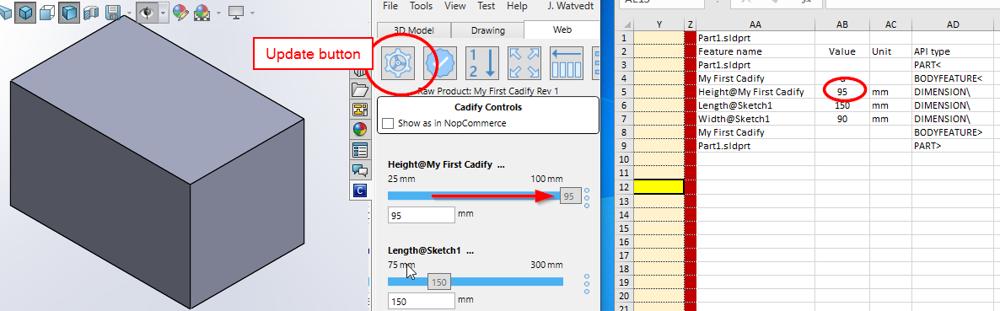 Update button
File Tools View Test Help J. Watvedt
3D Model Drawing Web
1
2
Raw Product: My First Cadify Rev 1
Cadify Controls
Show as in NopCommerce
Height@My First Cadify ...
25 mm 100 mm
95
95 mm
Length@Sketch1 ...
75 mm 300 mm
150
150 mm
C
Y Z AA AB AC AD
1 Part1.sldprt
2 Feature name Value Unit API type
3 Part1.sldprt PART<
4 My First Cadify BODYFEATURE<
5 Height@My First Cadify 95 mm DIMENSION\
6 Length@Sketch1 150 mm DIMENSION\
7 Width@Sketch1 90 mm DIMENSION\
8 My First Cadify BODYFEATURE>
9 Part1.sldprt PART>
10
11
12
13
14
15
16
17
18
19
20
21